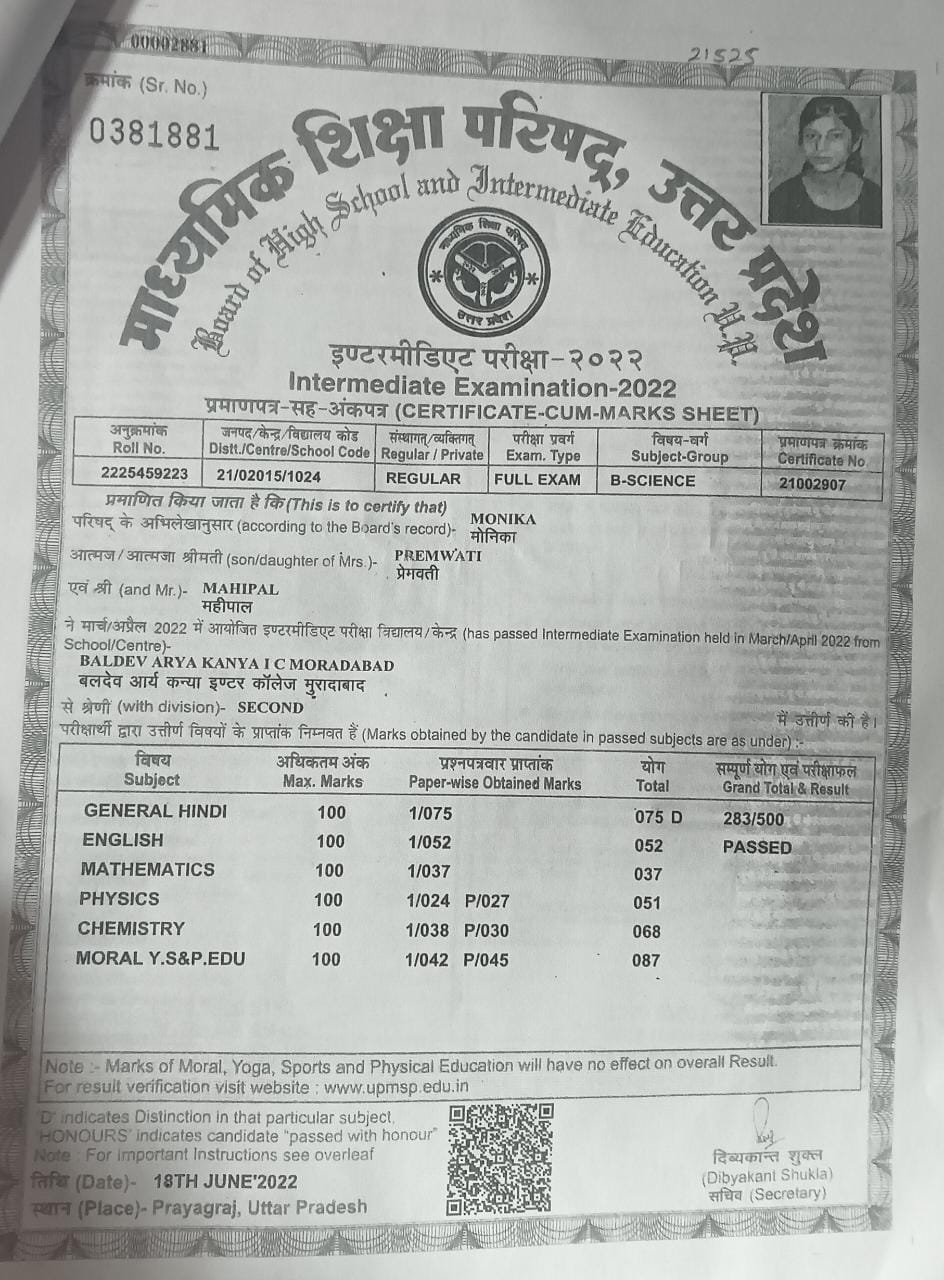 00002881
21525
क्रमांक (Sr. No.)
0381881
माध्यमिक शिक्षा परिषद्, उत्तर प्रदेश
Board of High School and Intermediate Education U.P.
माध्यमिक शिक्षा परिषद्
उत्तर प्रदेश
इण्टरमीडिएट परीक्षा-२०२२
Intermediate Examination-2022
प्रमाणपत्र-सह-अंकपत्र (CERTIFICATE-CUM-MARKS SHEET)
अनुक्रमांक जनपद/केन्द्र/विद्यालय कोड संस्थागत्/व्यक्तिगत् परीक्षा प्रवर्ग विषय-वर्ग प्रमाणपत्र क्रमांक
Roll No. Distt./Centre/School Code Regular / Private Exam. Type Subject-Group Certificate No.
2225459223 21/02015/1024 REGULAR FULL EXAM B-SCIENCE 21002907
प्रमाणित किया जाता है कि(This is to certify that)
परिषद् के अभिलेखानुसार (according to the Board's record)- MONIKA
मोनिका
आत्मज/आत्मजा श्रीमती (son/daughter of Mrs.)- PREMWATI
प्रेमवती
एवं श्री (and Mr.)- MAHIPAL
महीपाल
ने मार्च/अप्रैल 2022 में आयोजित इण्टरमीडिएट परीक्षा विद्यालय/केन्द्र (has passed Intermediate Examination held in March/April 2022 from
School/Centre)-
BALDEV ARYA KANYA I C MORADABAD
बलदेव आर्य कन्या इण्टर कॉलेज मुरादाबाद
से श्रेणी (with division)- SECOND में उत्तीर्ण की है।
परीक्षार्थी द्वारा उत्तीर्ण विषयों के प्राप्तांक निम्नवत हैं (Marks obtained by the candidate in passed subjects are as under) :-
विषय अधिकतम अंक प्रश्नपत्रवार प्राप्तांक योग सम्पूर्ण योग एवं परीक्षाफल
Subject Max. Marks Paper-wise Obtained Marks Total Grand Total & Result
GENERAL HINDI 100 1/075 075 D 283/500
ENGLISH 100 1/052 052 PASSED
MATHEMATICS 100 1/037 037
PHYSICS 100 1/024 P/027 051
CHEMISTRY 100 1/038 P/030 068
MORAL Y.S&P.EDU 100 1/042 P/045 087
Note :- Marks of Moral, Yoga, Sports and Physical Education will have no effect on overall Result.
For result verification visit website : www.upmsp.edu.in
'D' indicates Distinction in that particular subject,
'HONOURS' indicates candidate "passed with honour"
Note : For important Instructions see overleaf
तिथि (Date)- 18TH JUNE'2022
स्थान (Place)- Prayagraj, Uttar Pradesh
दिब्यकान्त शुक्ल
(Dibyakant Shukla)
सचिव (Secretary)